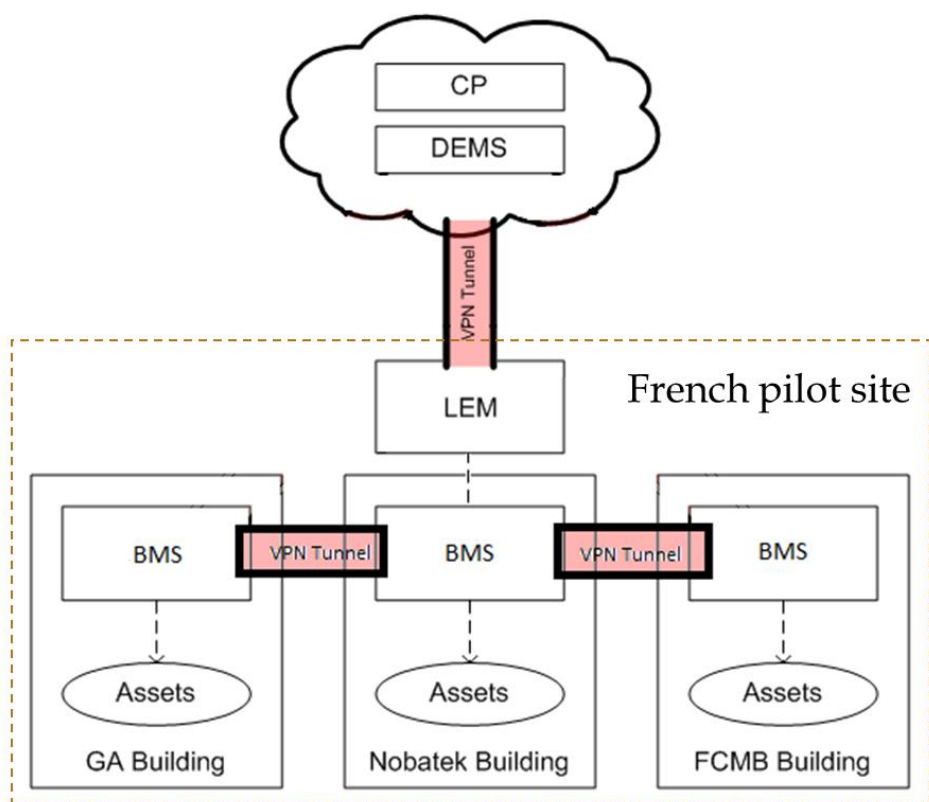 CP
DEMS
VPN Tunnel
LEM
French pilot site
BMS
VPN Tunnel
BMS
VPN Tunnel
BMS
Assets
Assets
Assets
GA Building
Nobatek Building
FCMB Building